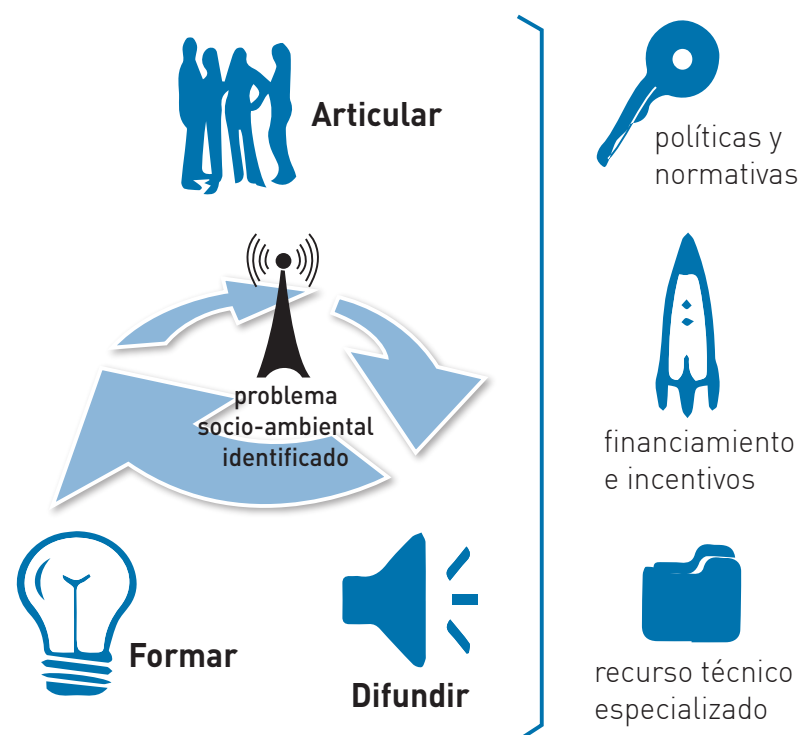 Articular
problema
socio-ambiental
identificado
Formar
Difundir
políticas y
normativas
financiamiento
e incentivos
recurso técnico
especializado